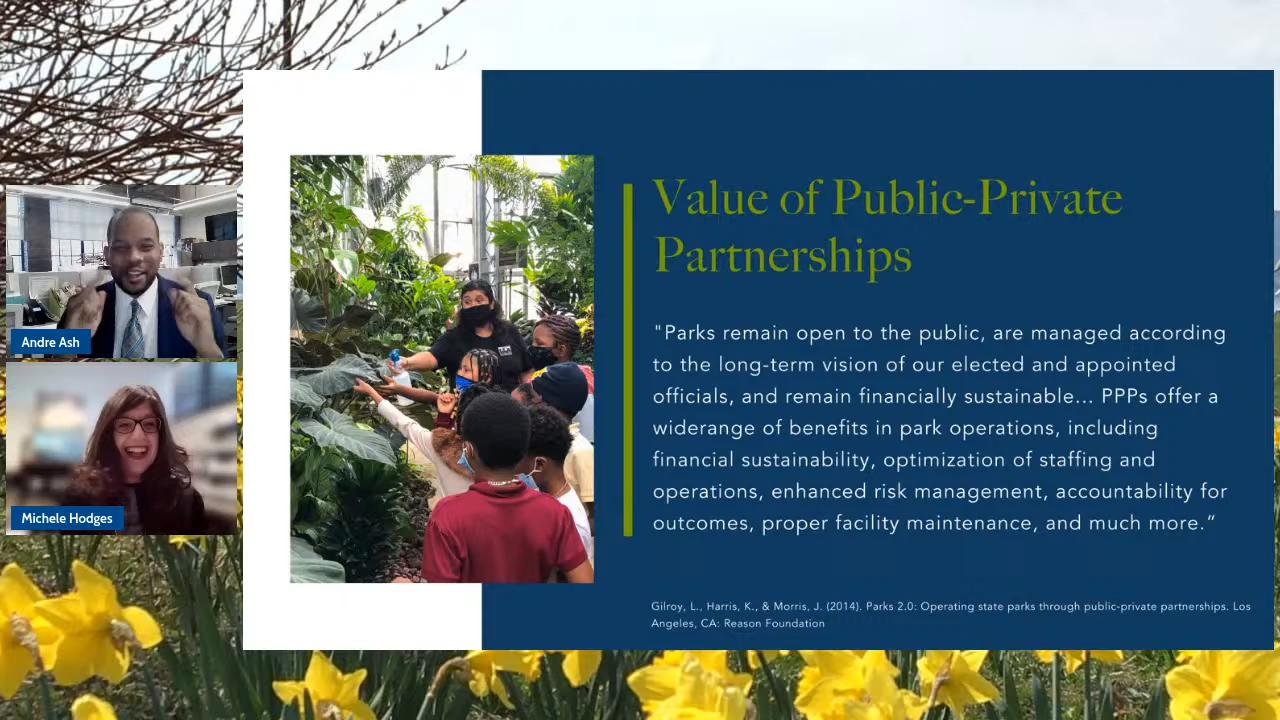 Andre Ash
Michele Hodges
Value of Public-Private
Partnerships
"Parks remain open to the public, are managed according
to the long-term vision of our elected and appointed
officials, and remain financially sustainable... PPPs offer a
widerange of benefits in park operations, including
financial sustainability, optimization of staffing and
operations, enhanced risk management, accountability for
outcomes, proper facility maintenance, and much more.”
Gilroy, L., Harris, K., & Morris, J. (2014). Parks 2.0: Operating state parks through public-private partnerships. Los
Angeles, CA: Reason Foundation